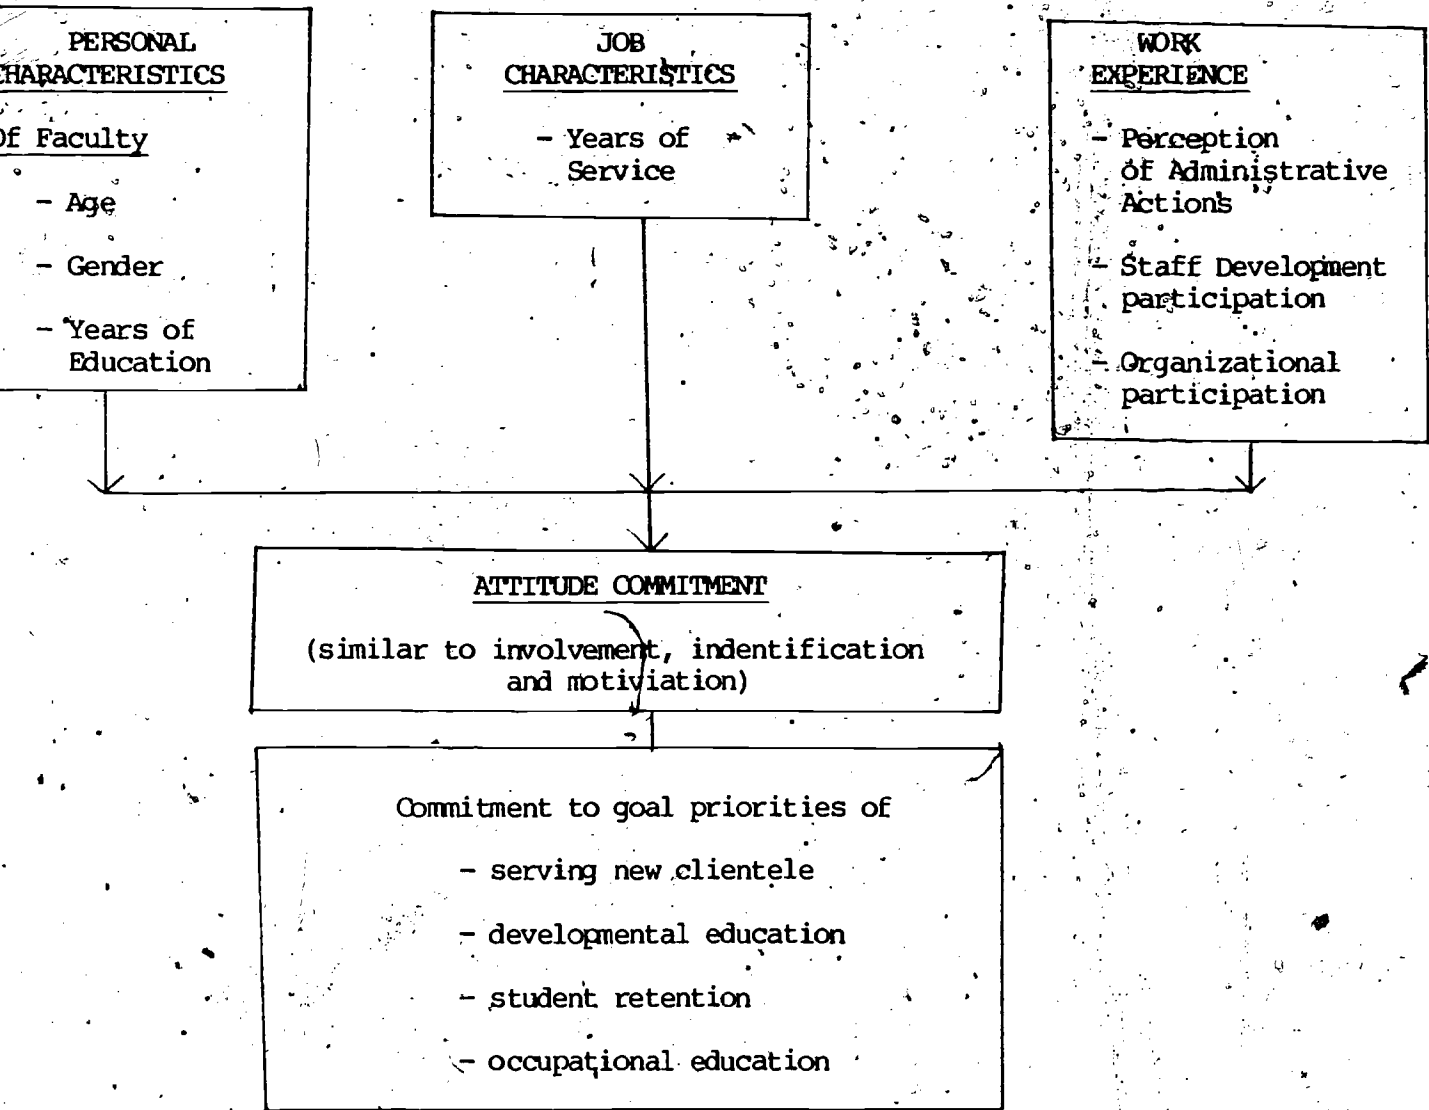 PERSONAL
CHARACTERISTICS
Of Faculty
- Age
- Gender
- Years of
Education
JOB
CHARACTERISTICS
- Years of
Service
WORK
EXPERIENCE
- Perception
of Administrative
Actions
- Staff Development
participation
- Organizational
participation
ATTITUDE COMMITMENT
(similar to involvement, indentification
and motiviation)
Commitment to goal priorities of
- serving new clientele
- developmental education
- student retention
- occupational education